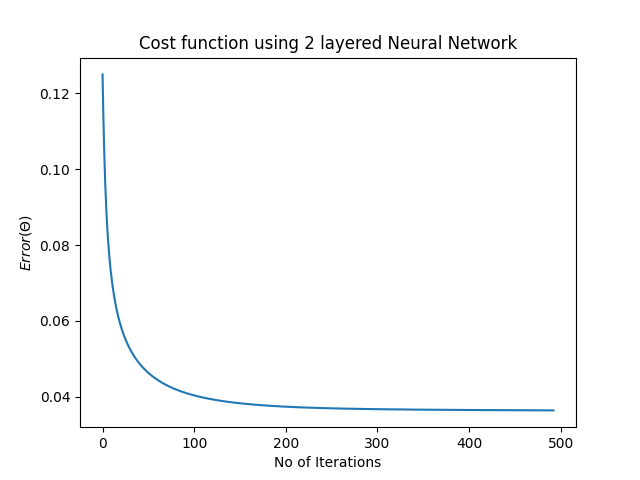 Cost function using 2 layered Neural Network
Error(Θ)
0.12
0.10
0.08
0.06
0.04
0 100 200 300 400 500
No of Iterations